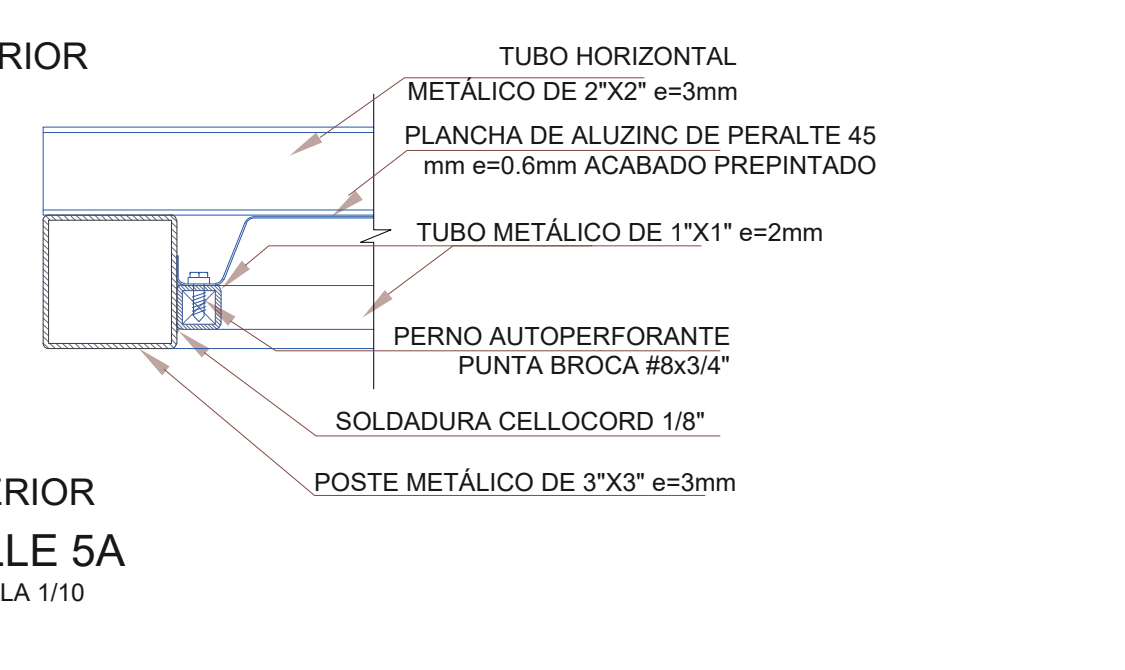 RIOR
TUBO HORIZONTAL
METÁLICO DE 2"X2" e=3mm
PLANCHA DE ALUZINC DE PERALTE 45
mm e=0.6mm ACABADO PREPINTADO
TUBO METÁLICO DE 1"X1" e=2mm
PERNO AUTOPERFORANTE
PUNTA BROCA #8x3/4"
SOLDADURA CELLOCORD 1/8"
POSTE METÁLICO DE 3"X3" e=3mm
ERIOR
LLE 5A
LA 1/10